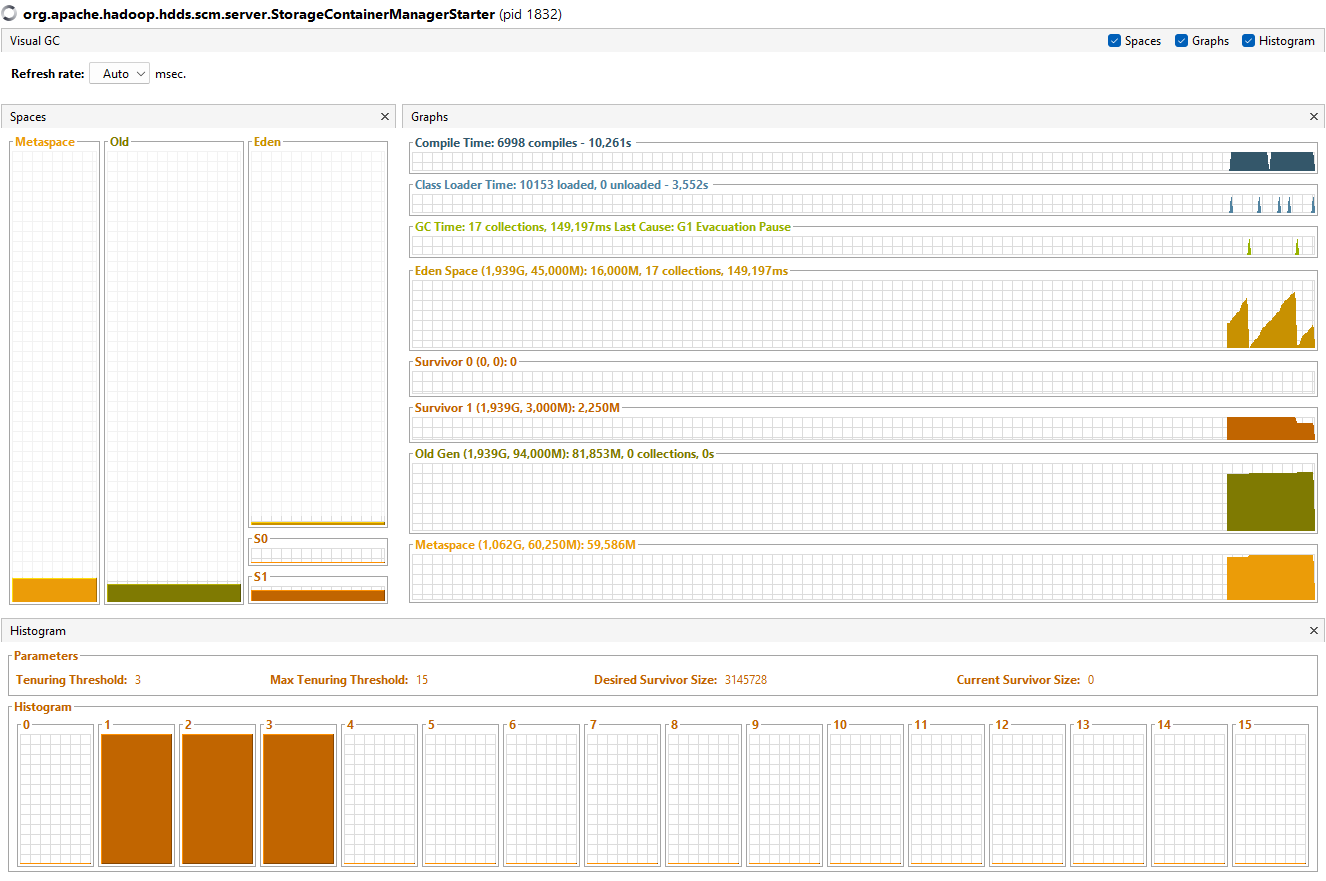 org.apache.hadoop.hdds.scm.server.StorageContainerManagerStarter (pid 1832)
Visual GC
Spaces Graphs Histogram
Refresh rate: Auto msec.
Spaces
Metaspace Old Eden
S0
S1
Graphs
Compile Time: 6998 compiles - 10,261s
Class Loader Time: 10153 loaded, 0 unloaded - 3,552s
GC Time: 17 collections, 149,197ms Last Cause: G1 Evacuation Pause
Eden Space (1,939G, 45,000M): 16,000M, 17 collections, 149,197ms
Survivor 0 (0, 0): 0
Survivor 1 (1,939G, 3,000M): 2,250M
Old Gen (1,939G, 94,000M): 81,853M, 0 collections, 0s
Metaspace (1,062G, 60,250M): 59,586M
Histogram
Parameters
Tenuring Threshold: 3 Max Tenuring Threshold: 15 Desired Survivor Size: 3145728 Current Survivor Size: 0
Histogram
0 1 2 3 4 5 6 7 8 9 10 11 12 13 14 15